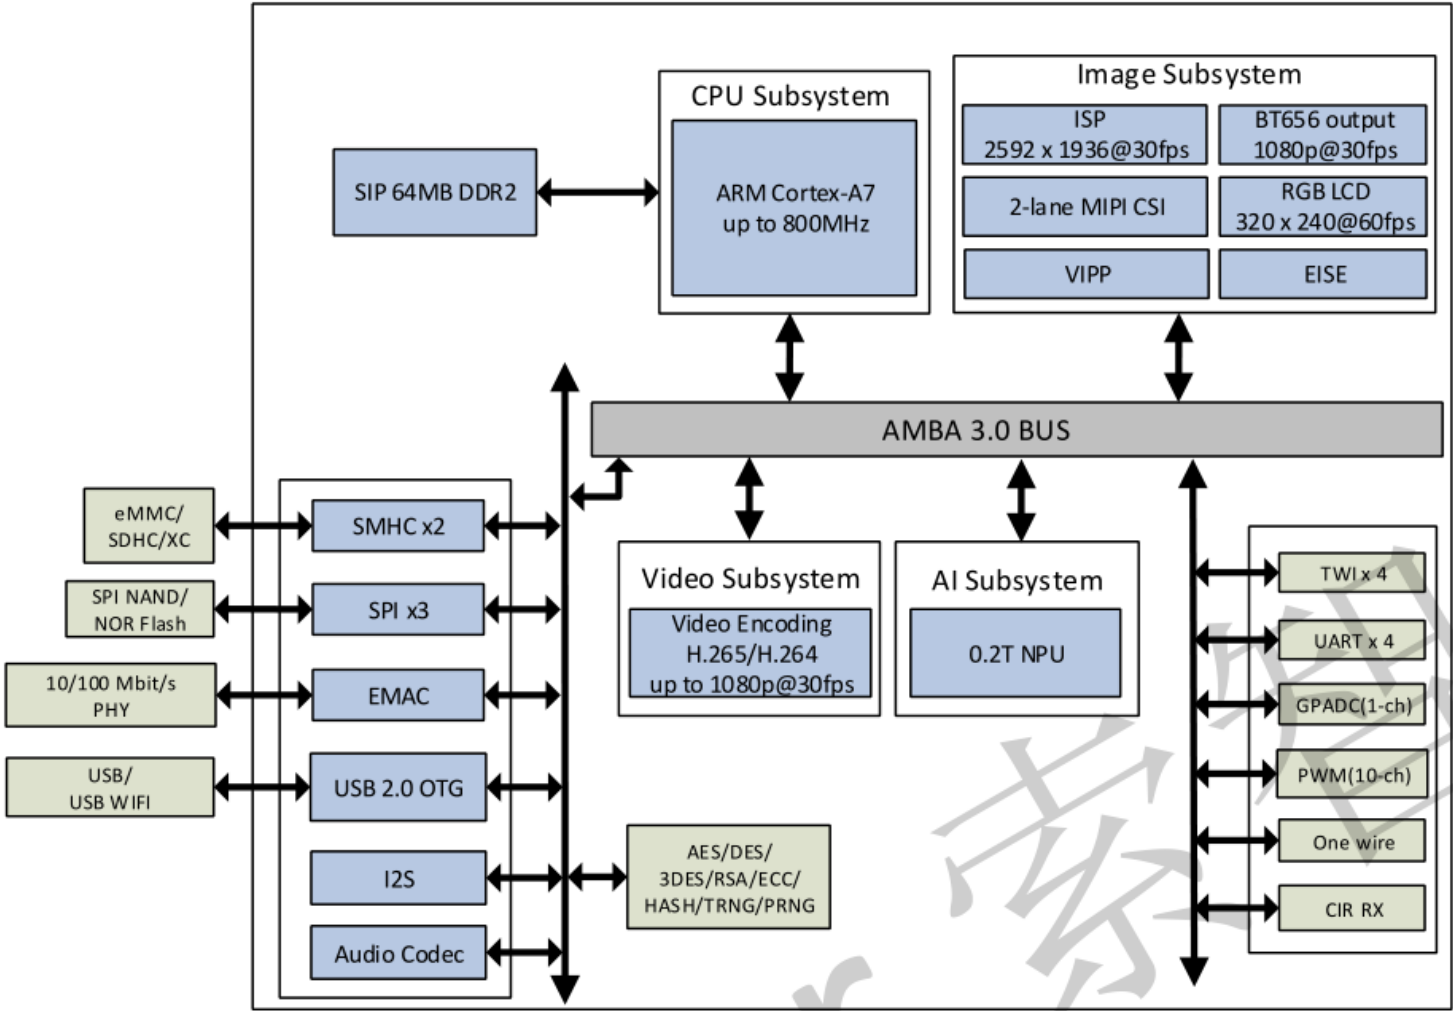 CPU Subsystem
ARM Cortex-A7
up to 800MHz
SIP 64MB DDR2
Image Subsystem
ISP
2592 x 1936@30fps
BT656 output
1080p@30fps
2-lane MIPI CSI
RGB LCD
320 x 240@60fps
VIPP
EISE
AMBA 3.0 BUS
eMMC/
SDHC/XC
SMHC x2
SPI NAND/
NOR Flash
SPI x3
10/100 Mbit/s
PHY
EMAC
USB/
USB WIFI
USB 2.0 OTG
I2S
Audio Codec
Video Subsystem
Video Encoding
H.265/H.264
up to 1080p@30fps
AI Subsystem
0.2T NPU
AES/DES/
3DES/RSA/ECC/
HASH/TRNG/PRNG
TWI x 4
UART x 4
GPADC(1-ch)
PWM(10-ch)
One wire
CIR RX
索智